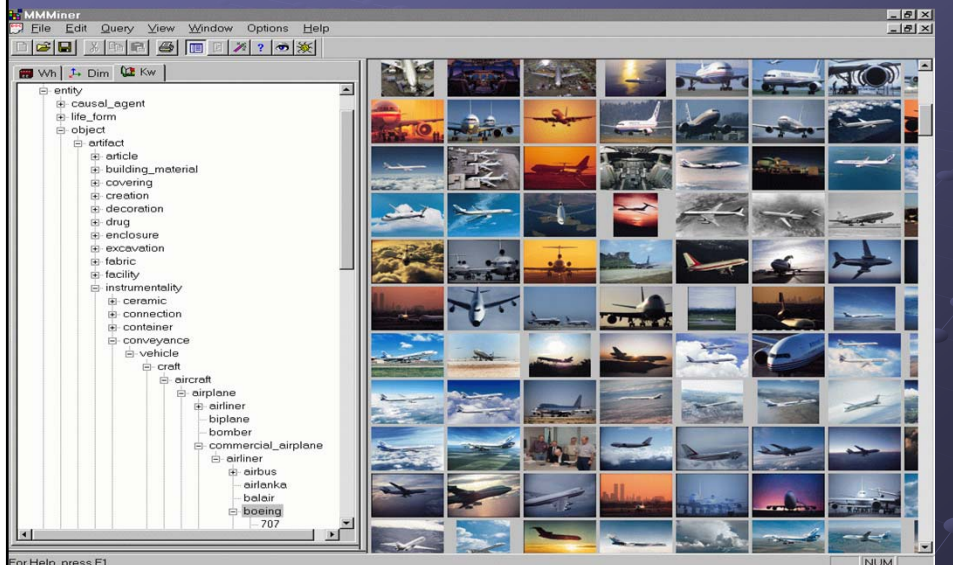 MMMiner
File Edit Query View Window Options Help
Wh Dim Kw
entity
causal_agent
life_form
object
artifact
article
building_material
covering
creation
decoration
drug
enclosure
excavation
fabric
facility
instrumentality
ceramic
connection
container
conveyance
vehicle
craft
aircraft
airplane
airliner
biplane
bomber
commercial_airplane
airliner
airbus
airlanka
balair
boeing
707
For Help, press F1
NUM